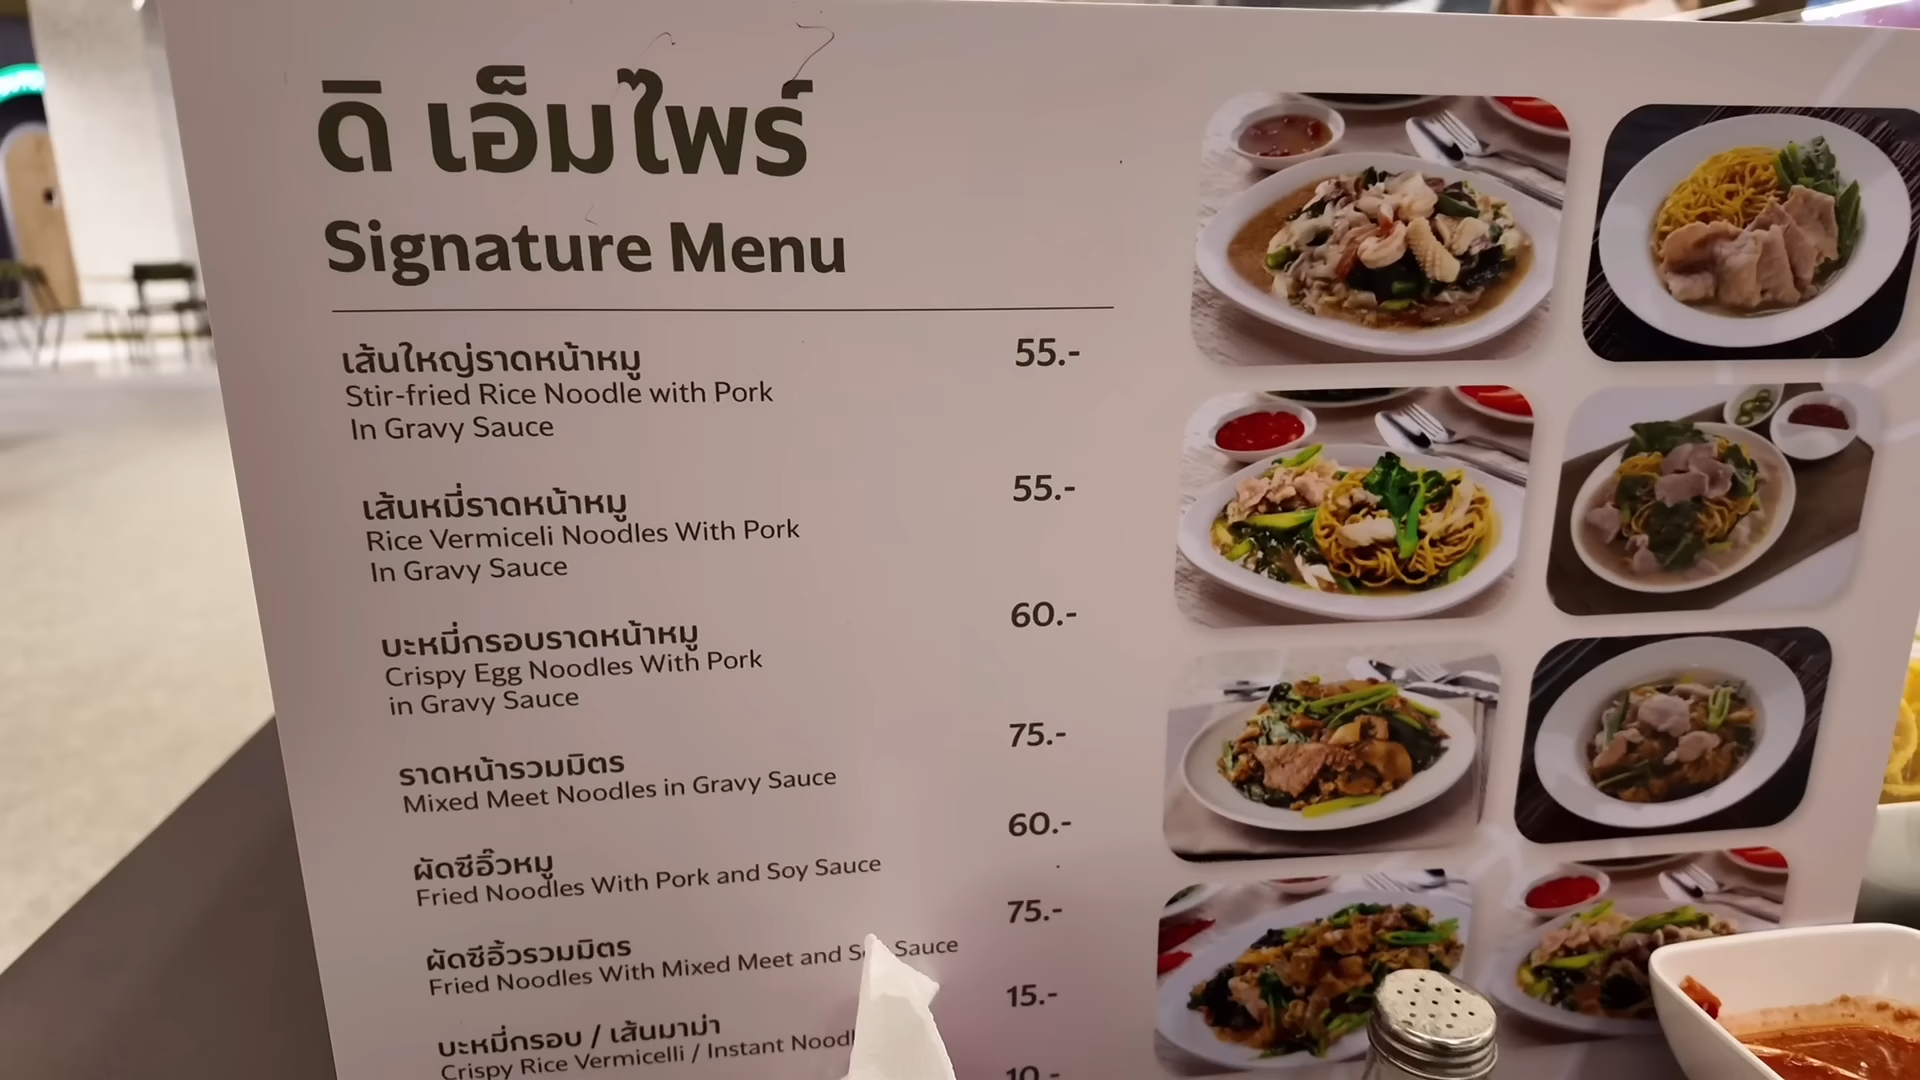 ดิ เอ็มไพร์
Signature Menu
เส้นใหญ่ราดหน้าหมู 55.-
Stir-fried Rice Noodle with Pork
In Gravy Sauce
เส้นหมี่ราดหน้าหมู 55.-
Rice Vermiceli Noodles With Pork
In Gravy Sauce
บะหมี่กรอบราดหน้าหมู 60.-
Crispy Egg Noodles With Pork
in Gravy Sauce
ราดหน้ารวมมิตร 75.-
Mixed Meet Noodles in Gravy Sauce
ผัดซีอิ๊วหมู 60.-
Fried Noodles With Pork and Soy Sauce
ผัดซีอิ้วรวมมิตร 75.-
Fried Noodles With Mixed Meet and Sauce
บะหมี่กรอบ / เส้นมาม่า 15.-
Crispy Rice Vermicelli / Instant
10.-